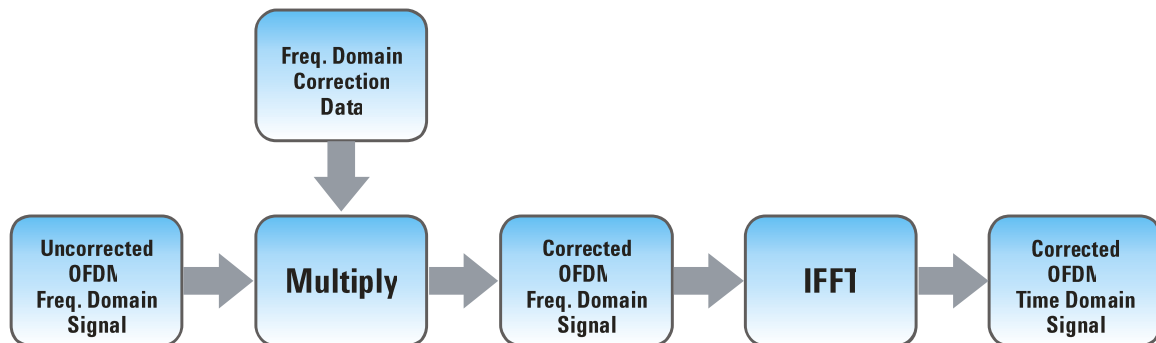 Freq. Domain
Correction
Data
Uncorrected
OFDM
Freq. Domain
Signal
Multiply
Corrected
OFDM
Freq. Domain
Signal
IFFT
Corrected
OFDM
Time Domain
Signal